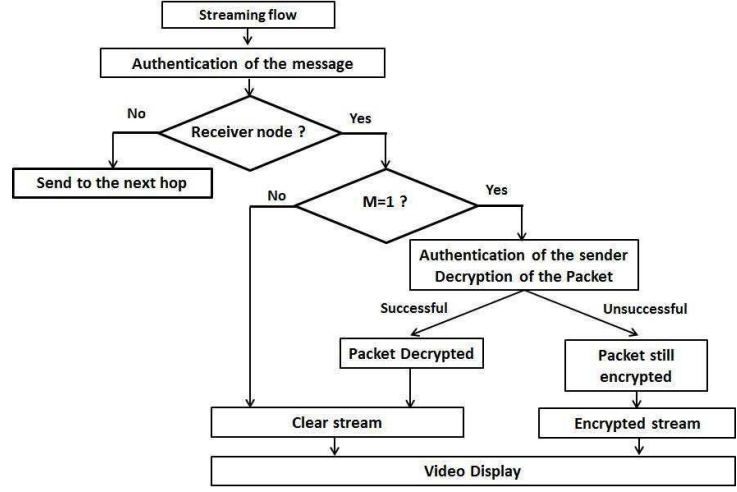 Streaming flow
Authentication of the message
No
Receiver node ?
Yes
Send to the next hop
No
M=1 ?
Yes
Authentication of the sender
Decryption of the Packet
Successful
Unsuccessful
Packet Decrypted
Packet still
encrypted
Clear stream
Encrypted stream
Video Display